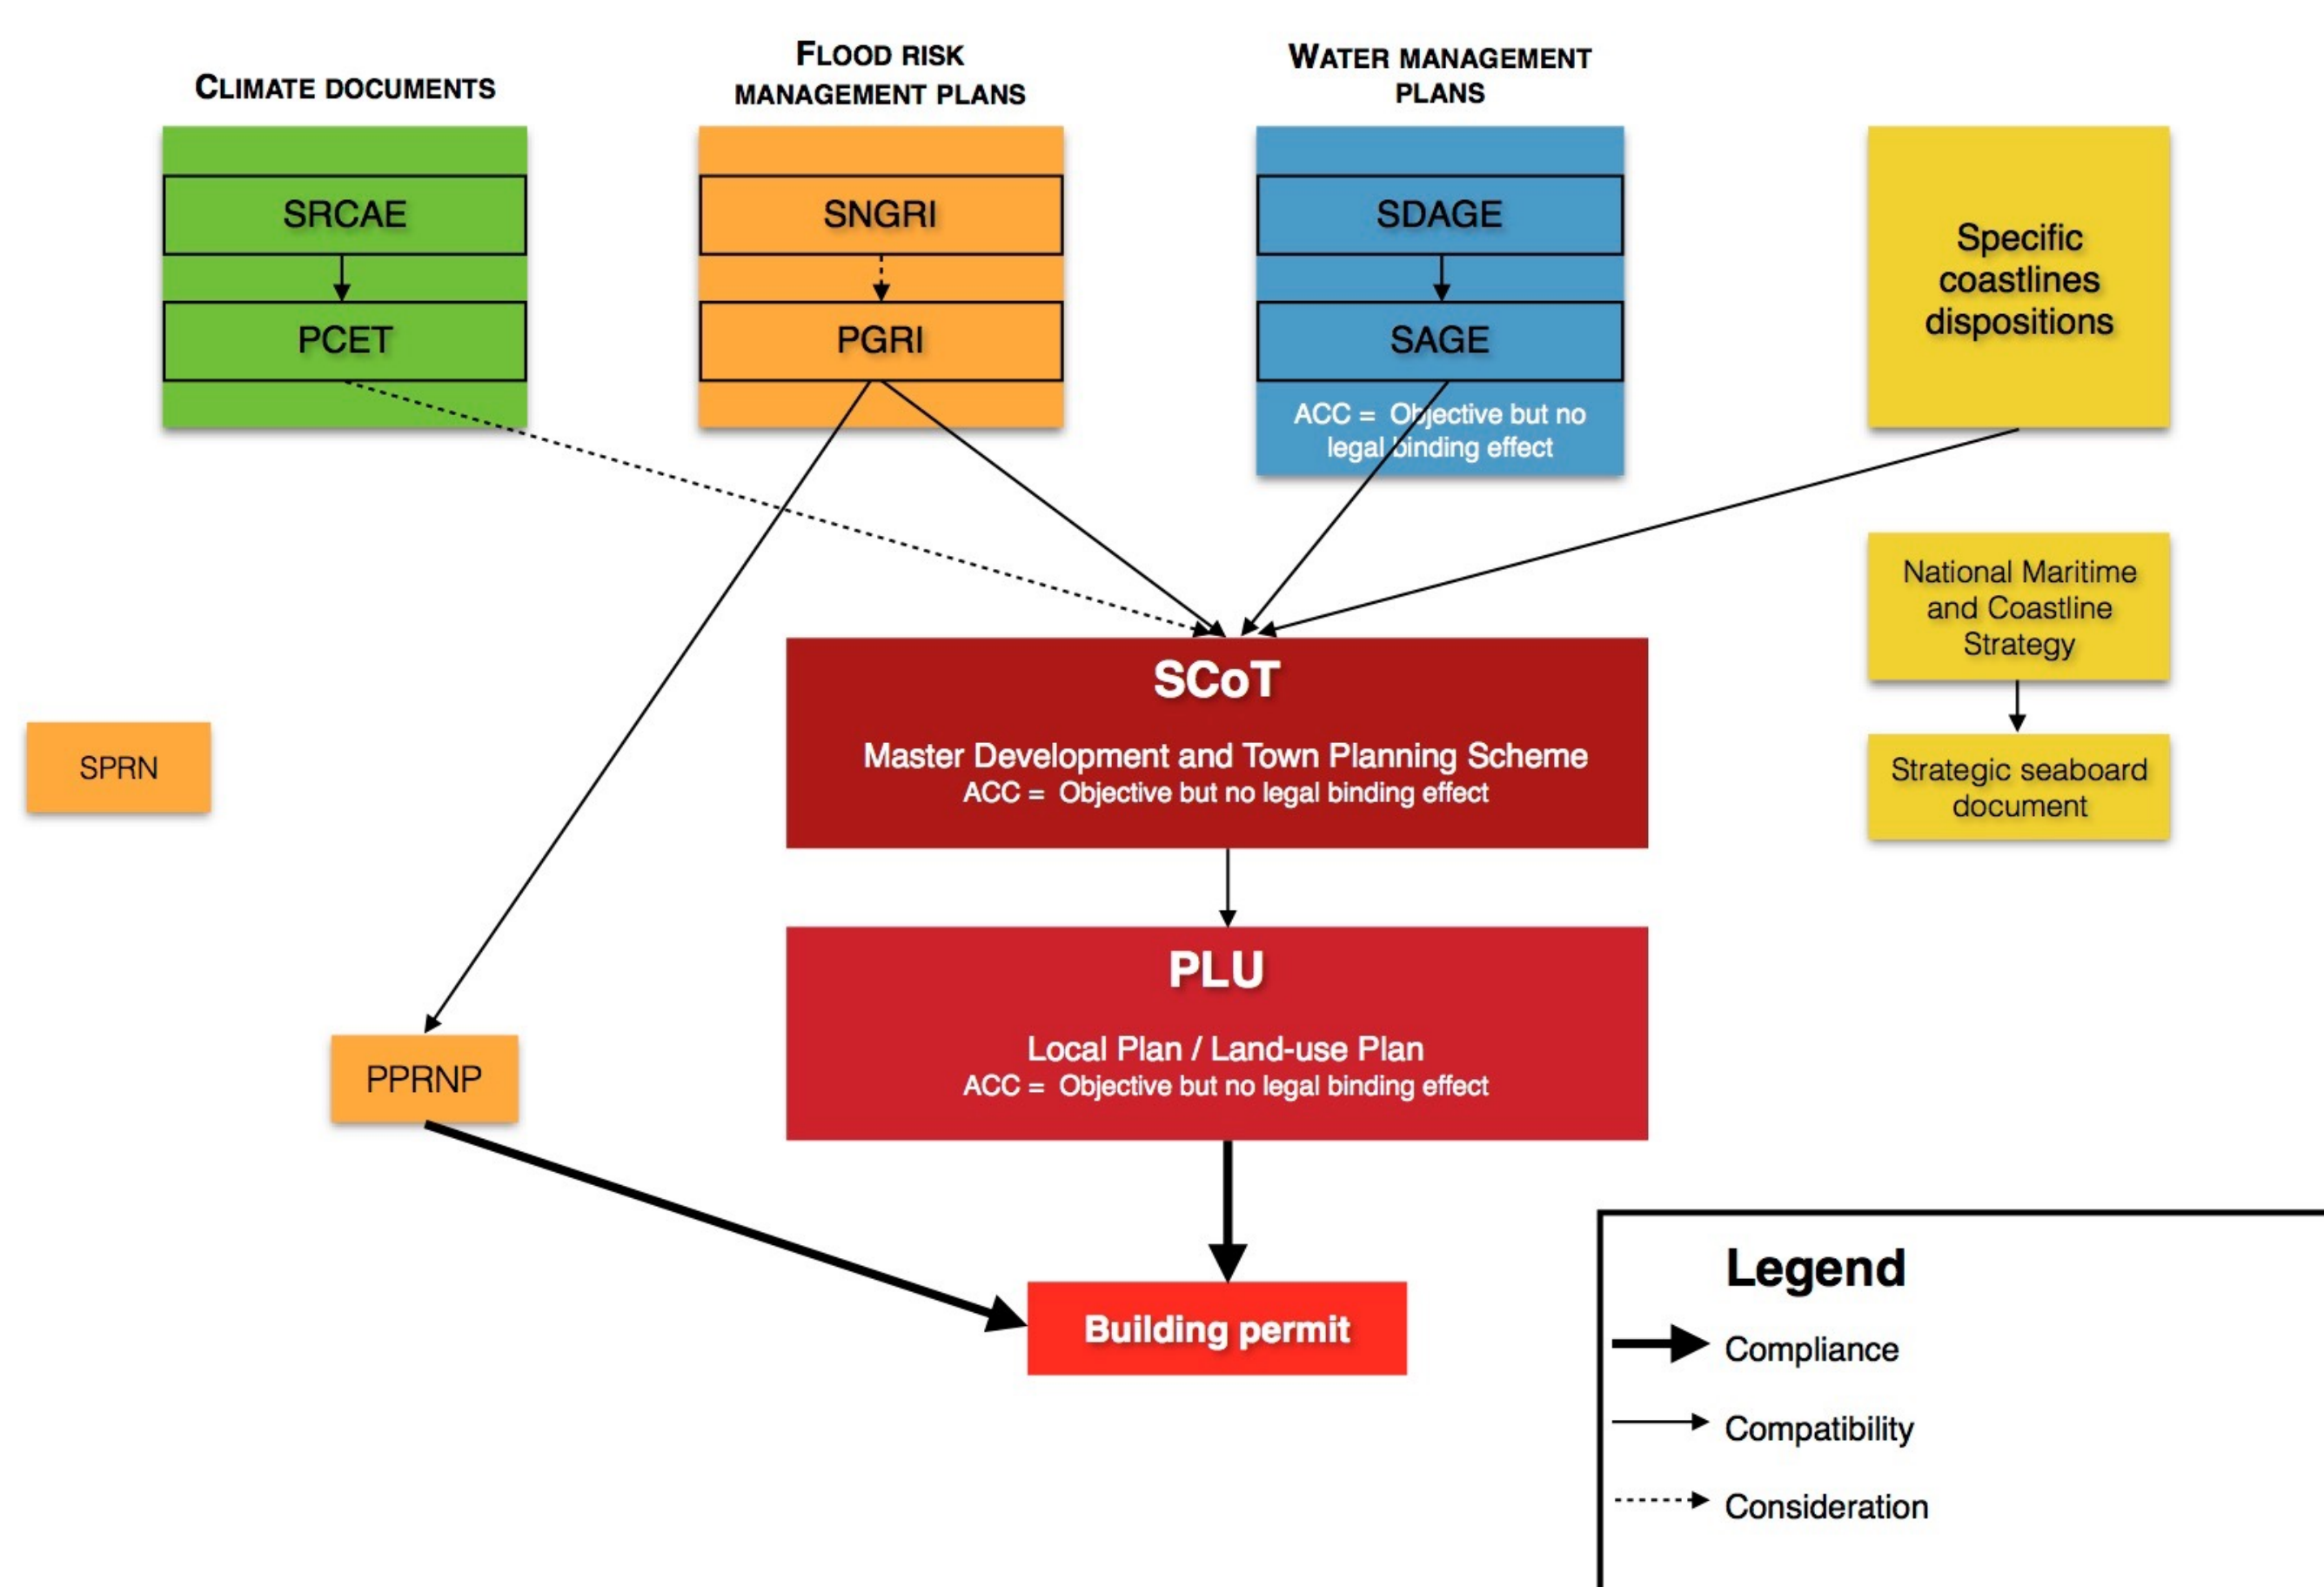 CLIMATE DOCUMENTS
FLOOD RISK
MANAGEMENT PLANS
WATER MANAGEMENT
PLANS
SRCAE
PCET
SNGRI
PGRI
SDAGE
SAGE
ACC = Objective but no
legal binding effect
Specific
coastlines
dispositions
National Maritime
and Coastline
Strategy
Strategic seaboard
document
SPRN
SCoT
Master Development and Town Planning Scheme
ACC = Objective but no legal binding effect
PLU
Local Plan / Land-use Plan
ACC = Objective but no legal binding effect
PPRNP
Building permit
Legend
Compliance
Compatibility
Consideration